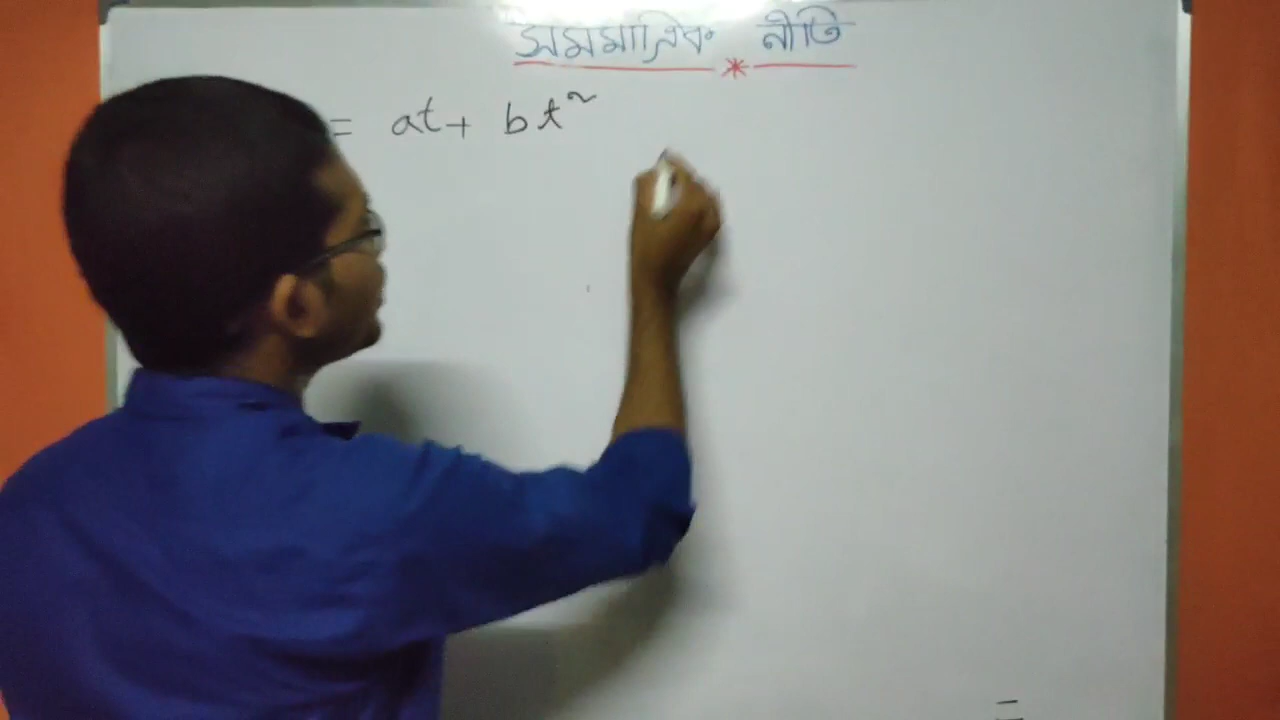 সমমাত্রিক * নীতি
= at + bt²
=